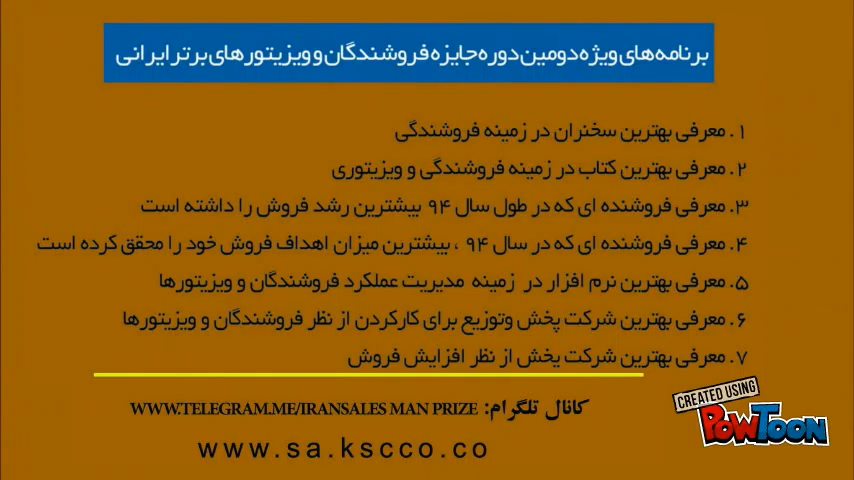 برنامه‌های ویژه دومین دوره جایزه فروشندگان و ویزیتورهای برتر ایرانی
۱. معرفی بهترین سخنران در زمینه فروشندگی
۲. معرفی بهترین کتاب در زمینه فروشندگی و ویزیتوری
۳. معرفی فروشنده ای که در طول سال ۹۴ بیشترین رشد فروش را داشته است
۴. معرفی فروشنده ای که در سال ۹۴ ، بیشترین میزان اهداف فروش خود را محقق کرده است
۵. معرفی بهترین نرم افزار در زمینه مدیریت عملکرد فروشندگان و ویزیتورها
۶. معرفی بهترین شرکت پخش وتوزیع برای کارکردن از نظر فروشندگان و ویزیتورها
۷. معرفی بهترین شرکت پخش از نظر افزایش فروش
کانال تلگرام: WWW.TELEGRAM.ME/IRANSALES MAN PRIZE
www.sa.kscco.co
CREATED USING
POWTOON